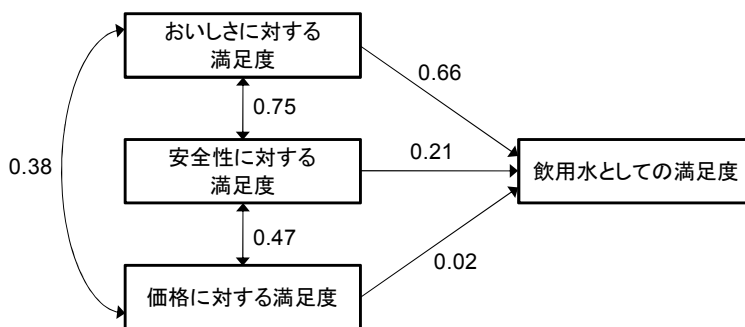 おいしさに対する
満足度
0.66
0.75
安全性に対する
満足度
0.21
飲用水としての満足度
0.38
0.47
0.02
価格に対する満足度